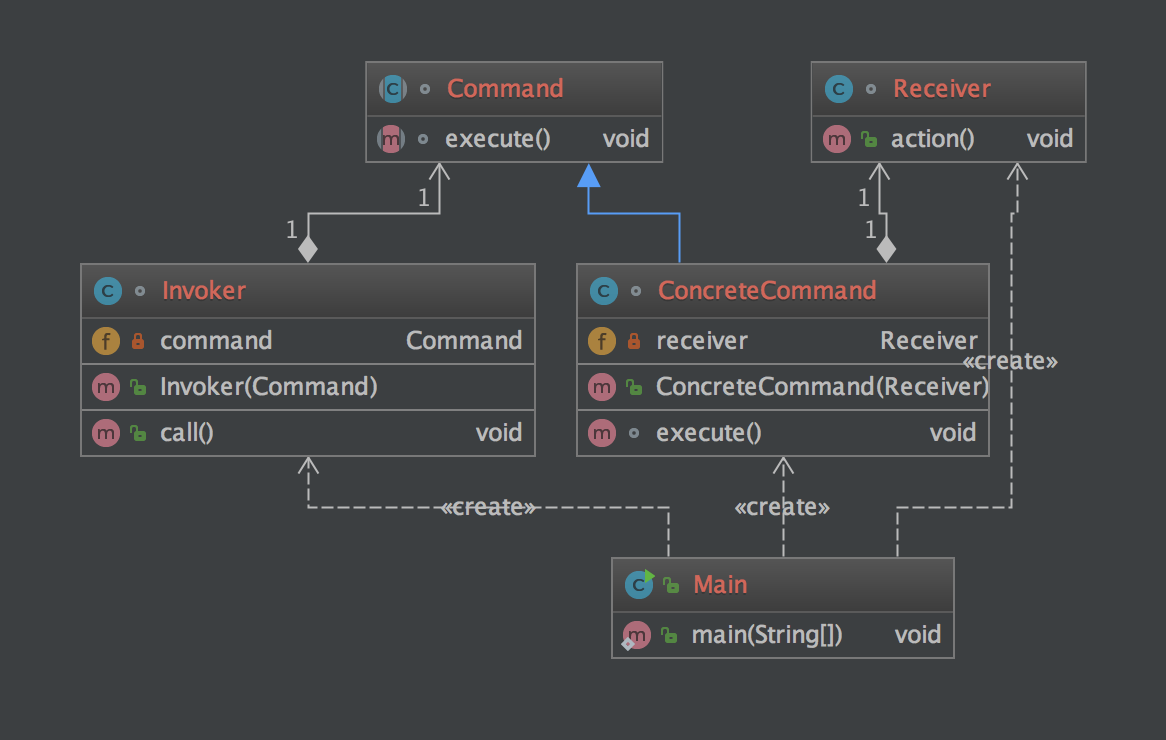 C Command
m execute() void
C Receiver
m action() void
1
1
1
1
C Invoker
f command Command
m Invoker(Command)
m call() void
C ConcreteCommand
f receiver Receiver
m ConcreteCommand(Receiver)
m execute() void
«create»
«create»
«create»
C Main
m main(String[]) void